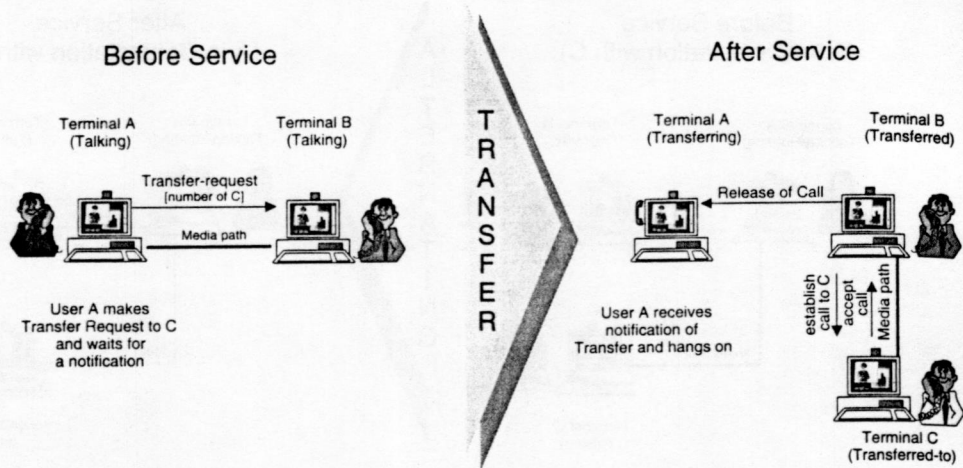 Before Service
Terminal A
(Talking)
Terminal B
(Talking)
Transfer-request
[number of C]
Media path
User A makes
Transfer Request to C
and waits for
a notification
TRANSFER
After Service
Terminal A
(Transferring)
Terminal B
(Transferred)
Release of Call
User A receives
notification of
Transfer and hangs on
establish
call to C
accept
call
Media path
Terminal C
(Transferred-to)